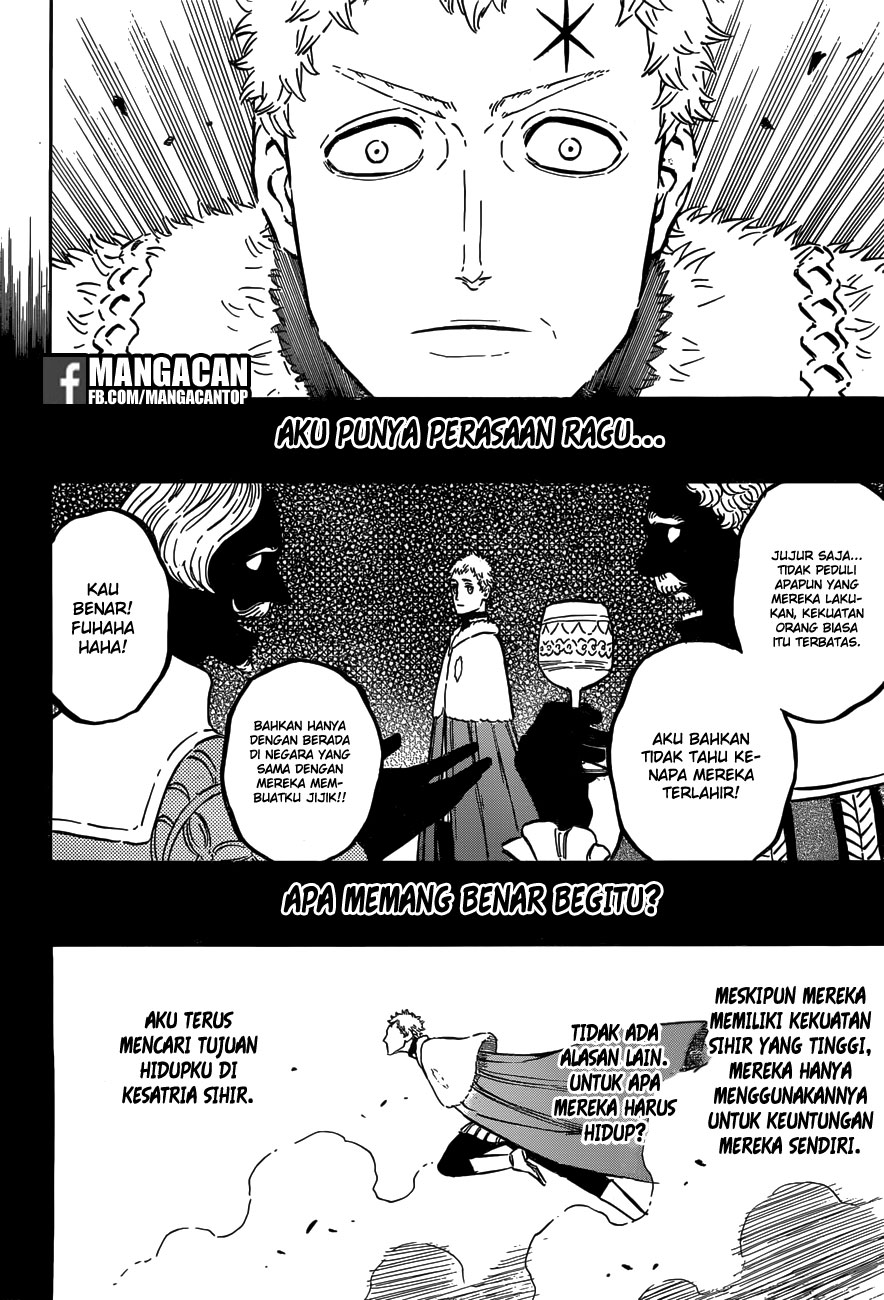 MANGACAN
FB.COM/MANGACANTOP
AKU PUNYA PERASAAN RAGU...
JUJUR SAJA...
TIDAK PEDULI
APAPUN YANG
MEREKA LAKU-
KAN, KEKUATAN
ORANG BIASA
ITU TERBATAS.
AKU BAHKAN
TIDAK TAHU KE-
NAPA MEREKA
TERLAHIR!
KAU
BENAR!
FUHAHA
HAHA!
BAHKAN HANYA
DENGAN BERADA
DI NEGARA YANG
SAMA DENGAN
MEREKA MEM-
BUATKU JIJIK!!
APA MEMANG BENAR BEGITU?
MESKIPUN MEREKA
MEMILIKI KEKUATAN
SIHIR YANG TINGGI,
MEREKA HANYA
MENGGUNAKANNYA
UNTUK KEUNTUNGAN
MEREKA SENDIRI.
TIDAK ADA
ALASAN LAIN.
UNTUK APA
MEREKA HARUS
HIDUP?
AKU TERUS
MENCARI TUJUAN
HIDUPKU DI
KESATRIA SIHIR.